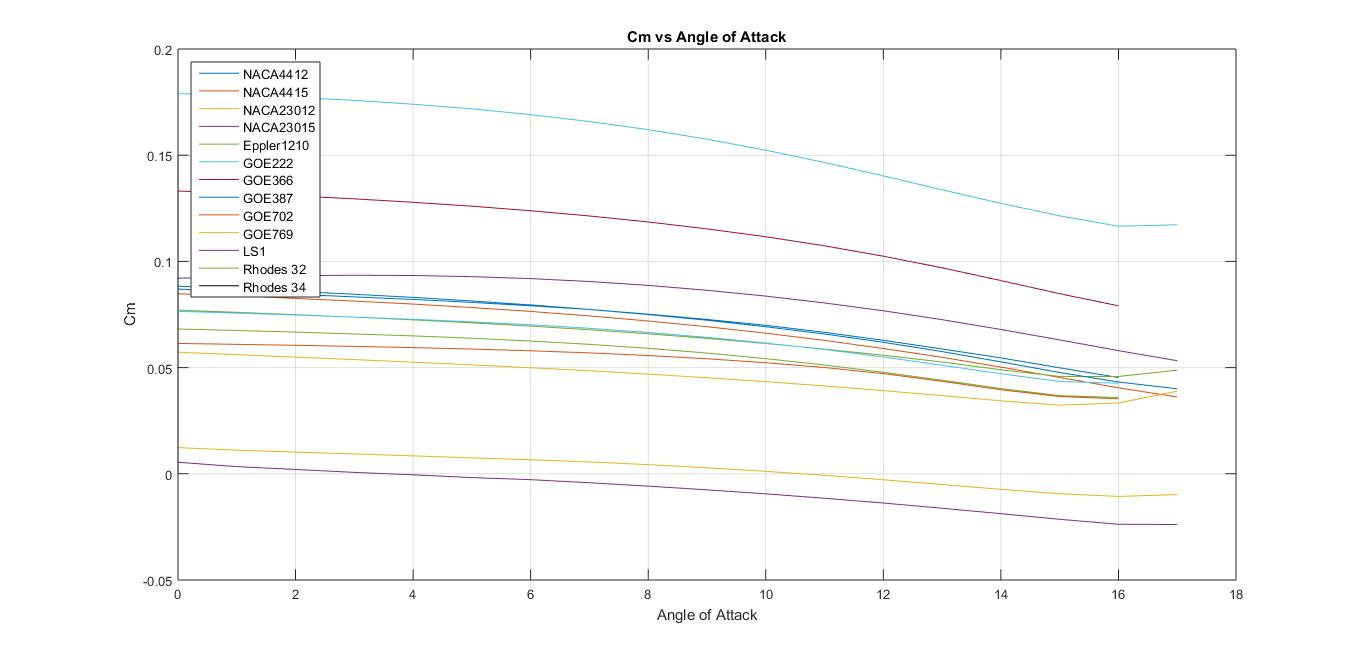 Cm vs Angle of Attack
0.2
0.15
0.1
0.05
0
-0.05
Cm
NACA4412
NACA4415
NACA23012
NACA23015
Eppler1210
GOE222
GOE366
GOE387
GOE702
GOE769
LS1
Rhodes 32
Rhodes 34
0 2 4 6 8 10 12 14 16 18
Angle of Attack